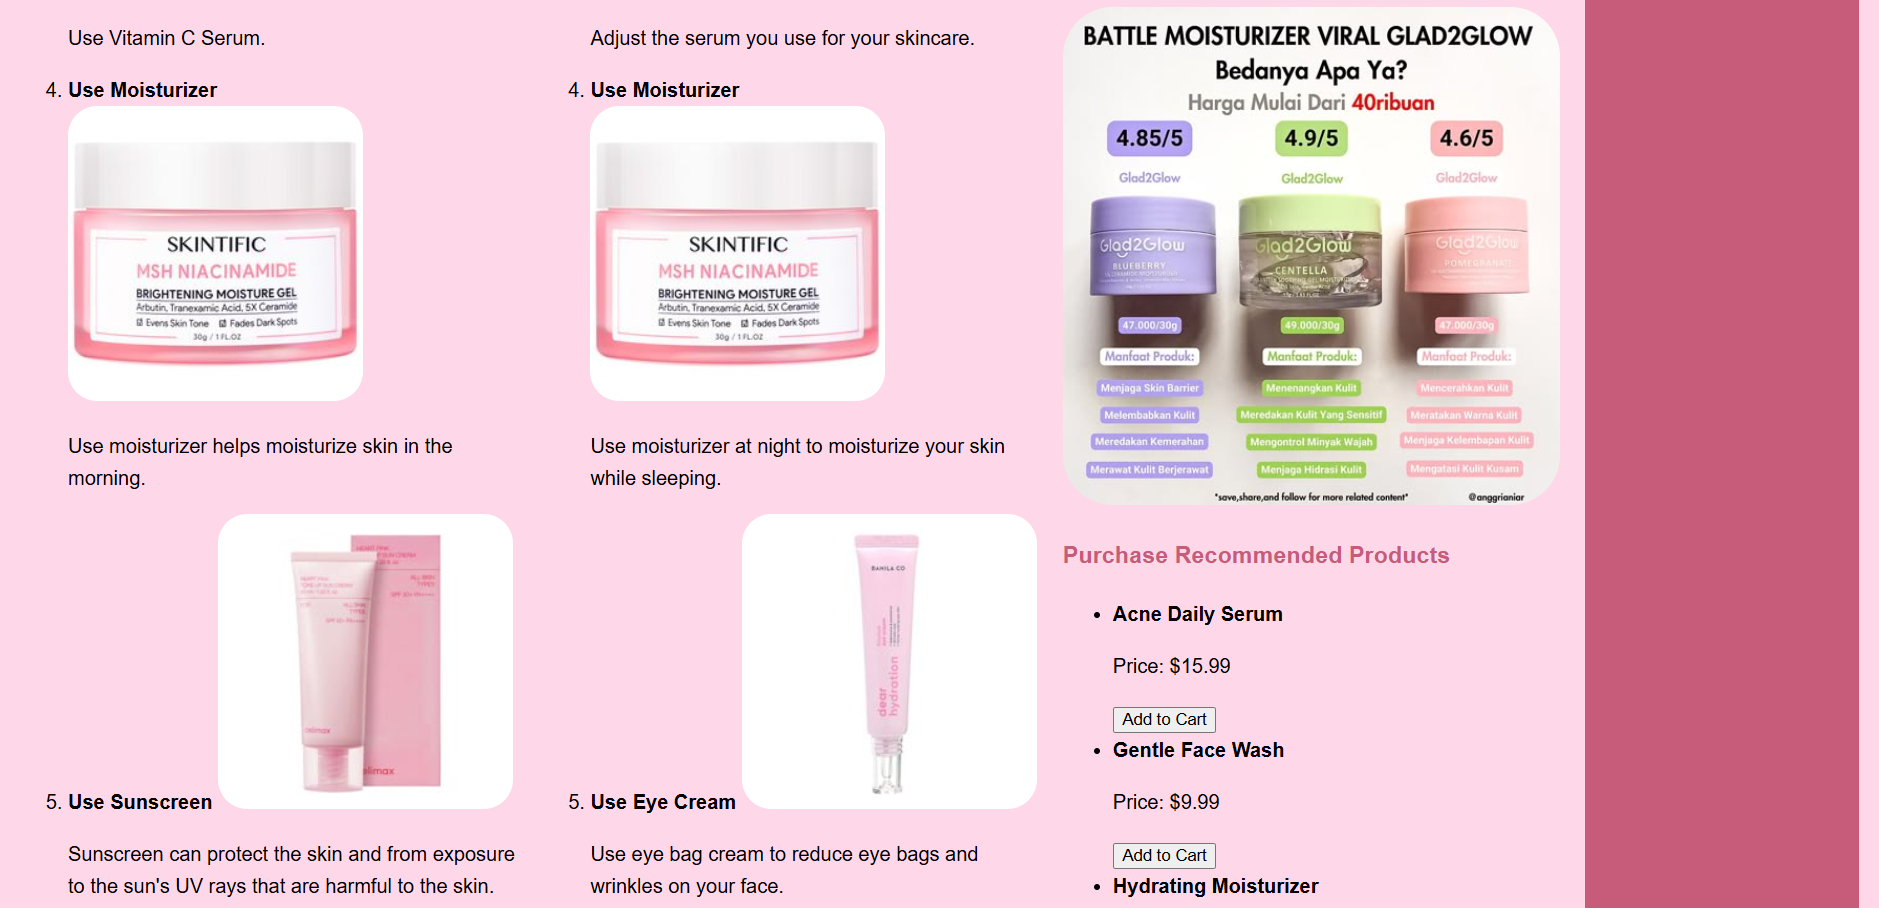 Use Vitamin C Serum.
4. Use Moisturizer
SKINTIFIC
MSH NIACINAMIDE
BRIGHTENING MOISTURE GEL
Arbutin, Tranexamic Acid, 5X Ceramide
Evens Skin Tone Fades Dark Spots
30g / 1 FL.OZ
Use moisturizer helps moisturize skin in the
morning.
celimax
elimax
5. Use Sunscreen
Sunscreen can protect the skin and from exposure
to the sun's UV rays that are harmful to the skin.
Adjust the serum you use for your skincare.
4. Use Moisturizer
SKINTIFIC
MSH NIACINAMIDE
BRIGHTENING MOISTURE GEL
Arbutin, Tranexamic Acid, 5X Ceramide
Evens Skin Tone Fades Dark Spots
30g / 1 FL.OZ
Use moisturizer at night to moisturize your skin
while sleeping.
BANILA CO
dear
hydration
5. Use Eye Cream
Use eye bag cream to reduce eye bags and
wrinkles on your face.
BATTLE MOISTURIZER VIRAL GLAD2GLOW
Bedanya Apa Ya?
Harga Mulai Dari 40ribuan
4.85/5 4.9/5 4.6/5
Glad2Glow Glad2Glow Glad2Glow
Glad2Glow Glad2Glow Glad2Glow
BLUEBERRY CENTELLA POMEGRANATE
47.000/30g 49.000/30g 47.000/30g
Manfaat Produk: Manfaat Produk: Manfaat Produk:
Menjaga Skin Barrier Menenangkan Kulit Mencerahkan Kulit
Melembabkan Kulit Meredakan Kulit Yang Sensitif Meratakan Warna Kulit
Meredakan Kemerahan Mengontrol Minyak Wajah Menjaga Kelembapan Kulit
Merawat Kulit Berjerawat Menjaga Hidrasi Kulit Mengatasi Kulit Kusam
*save,share,and follow for more related content* @anggrianiar
Purchase Recommended Products
• Acne Daily Serum
Price: $15.99
Add to Cart
• Gentle Face Wash
Price: $9.99
Add to Cart
• Hydrating Moisturizer